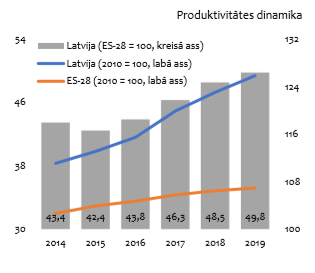 Produktivitātes dinamika
54 132
Latvija (ES-28 = 100, kreisā ass)
Latvija (2010 = 100, labā ass)
ES-28 (2010 = 100, labā ass)
124
46
116
38
108
43,4 42,4 43,8 46,3 48,5 49,8
30 100
2014 2015 2016 2017 2018 2019